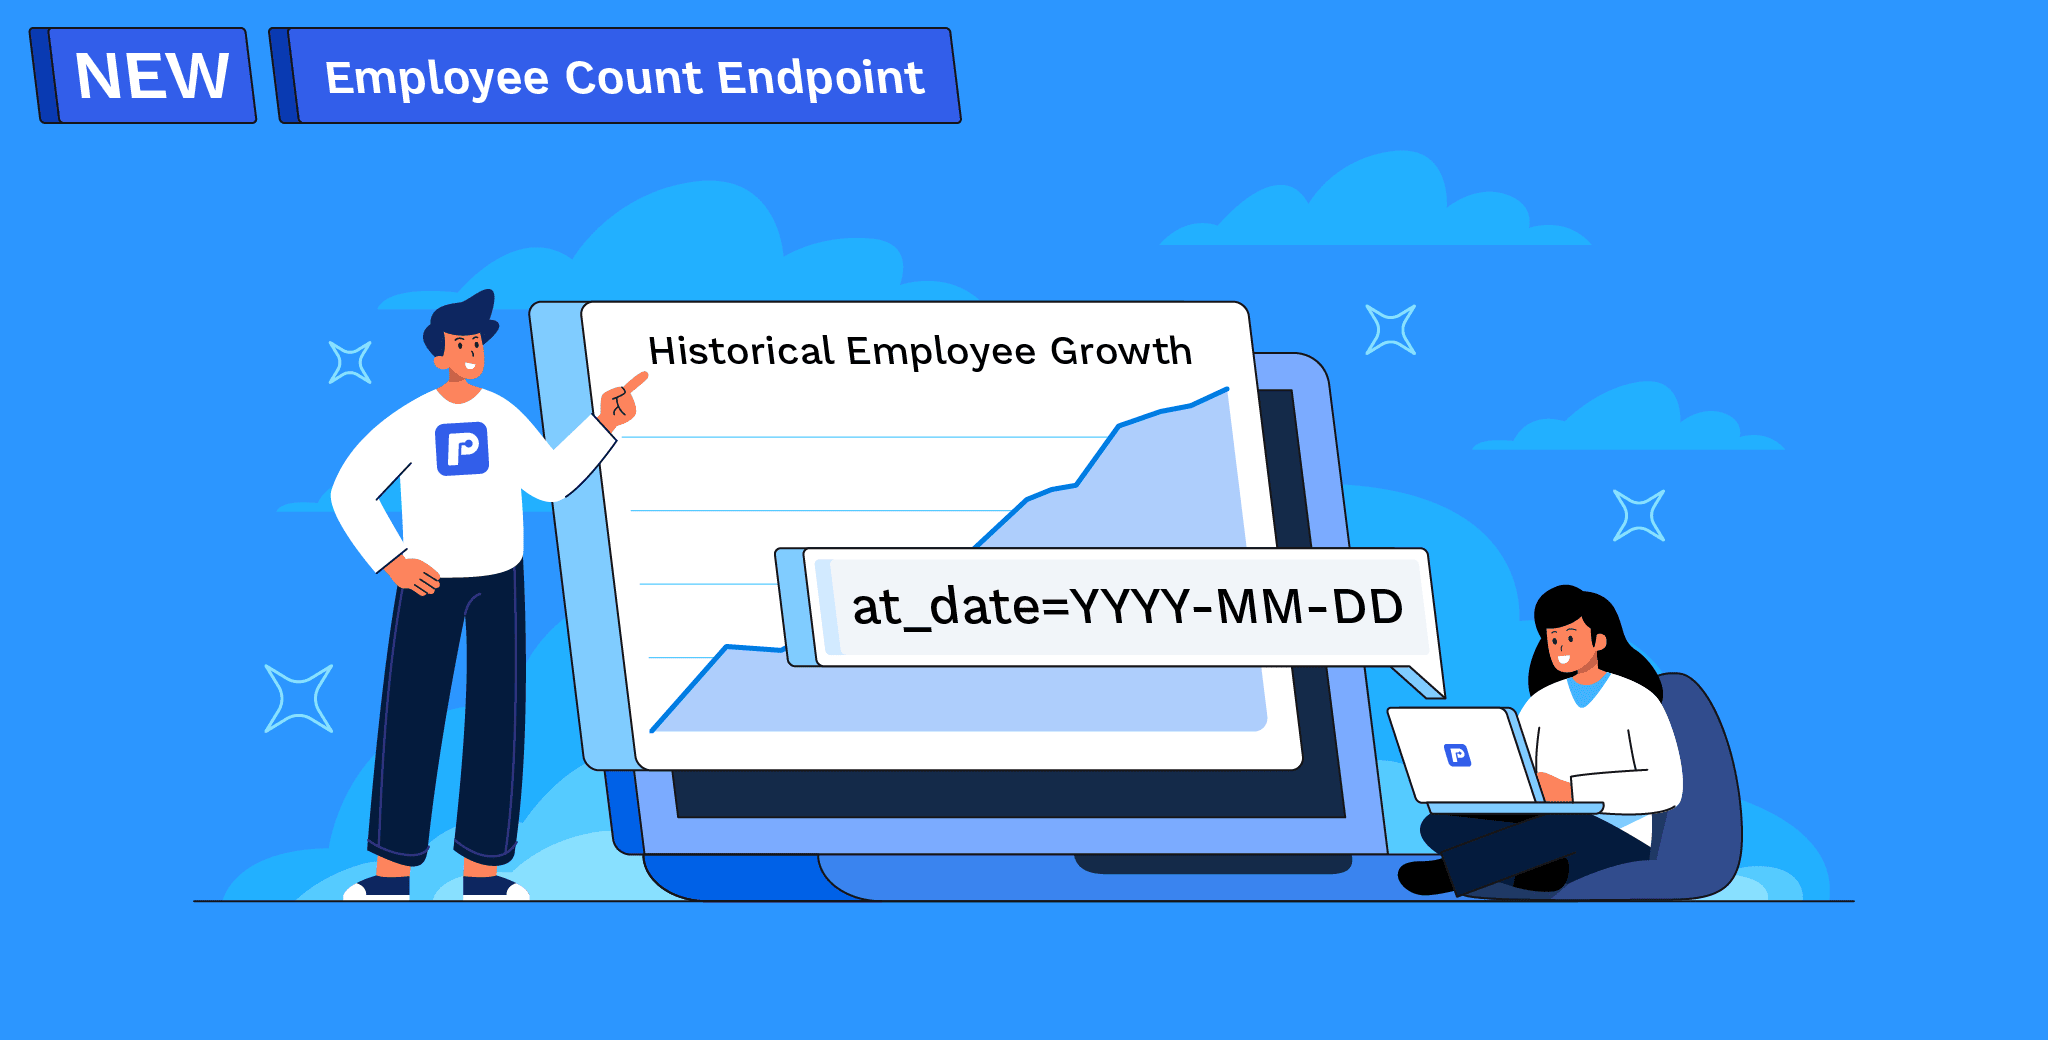 NEW
Employee Count Endpoint
Historical Employee Growth
at_date=YYYY-MM-DD